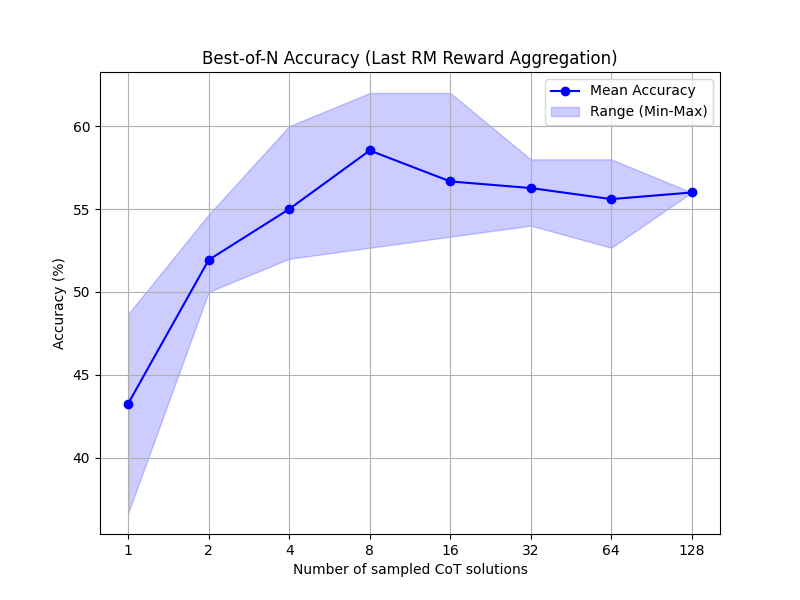 Best-of-N Accuracy (Last RM Reward Aggregation)
Mean Accuracy
Range (Min-Max)
Accuracy (%)
60
55
50
45
40
1 2 4 8 16 32 64 128
Number of sampled CoT solutions